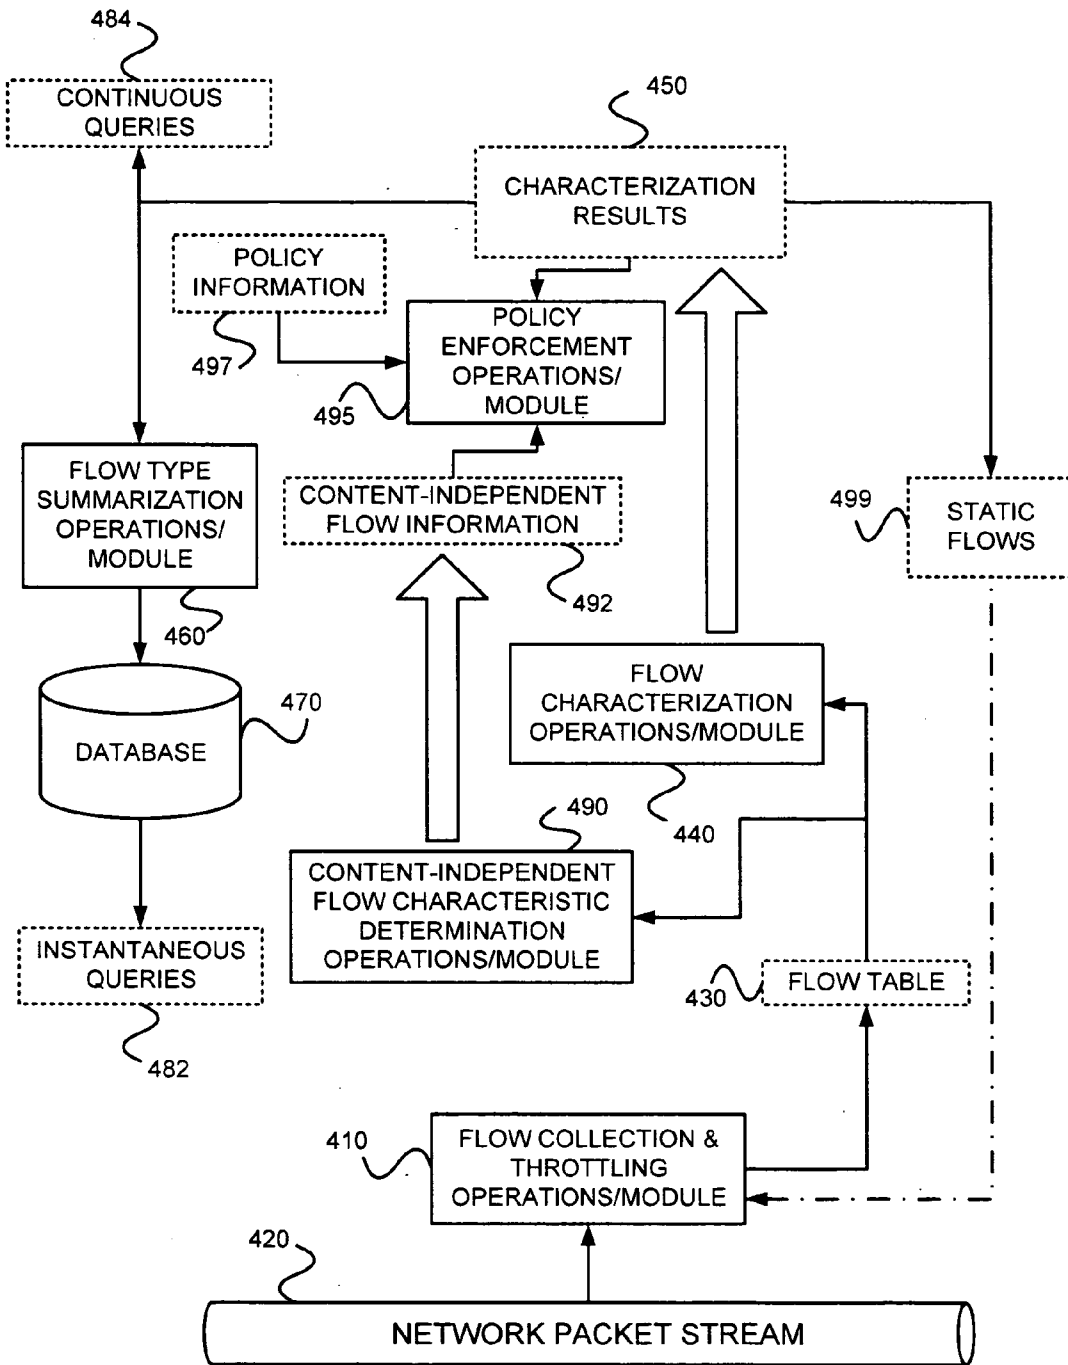 484
CONTINUOUS
QUERIES
450
CHARACTERIZATION
RESULTS
POLICY
INFORMATION
497
POLICY
ENFORCEMENT
OPERATIONS/
MODULE
495
FLOW TYPE
SUMMARIZATION
OPERATIONS/
MODULE
460
CONTENT-INDEPENDENT
FLOW INFORMATION
492
499
STATIC
FLOWS
FLOW
CHARACTERIZATION
OPERATIONS/MODULE
440
470
DATABASE
490
CONTENT-INDEPENDENT
FLOW CHARACTERISTIC
DETERMINATION
OPERATIONS/MODULE
INSTANTANEOUS
QUERIES
482
430
FLOW TABLE
410
FLOW COLLECTION &
THROTTLING
OPERATIONS/MODULE
420
NETWORK PACKET STREAM